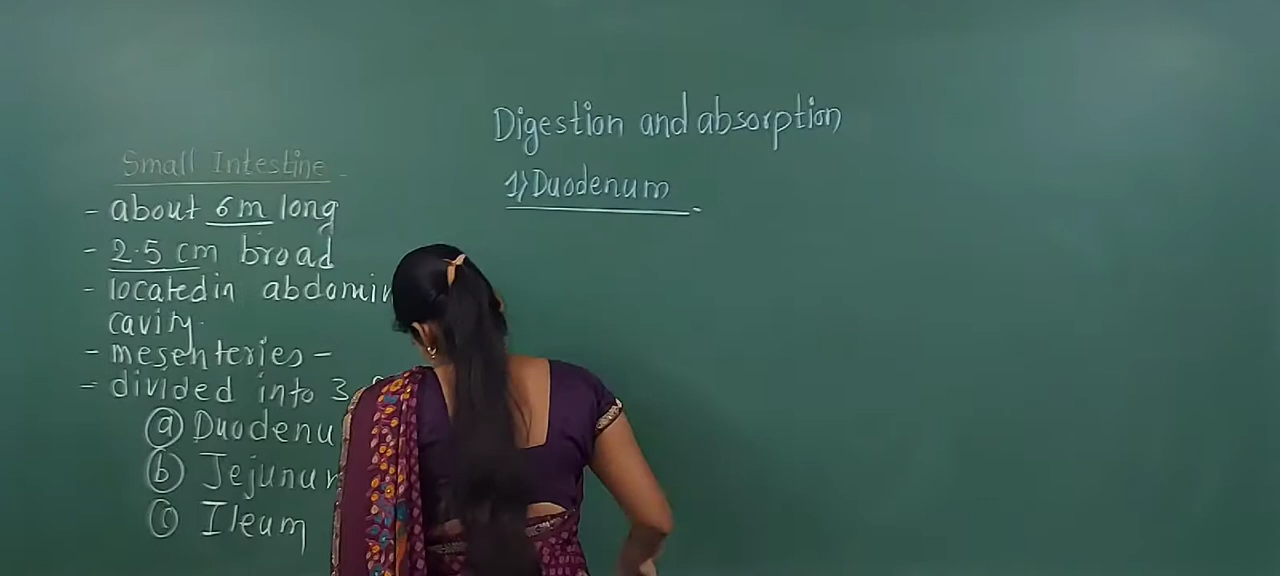 Digestion and absorption
1) Duodenum
Small Intestine
- about 6m long
- 2.5 cm broad
- located in
cavity.
- mesenteries -
- divided into 3
(a)
(b)
(c) Ileum